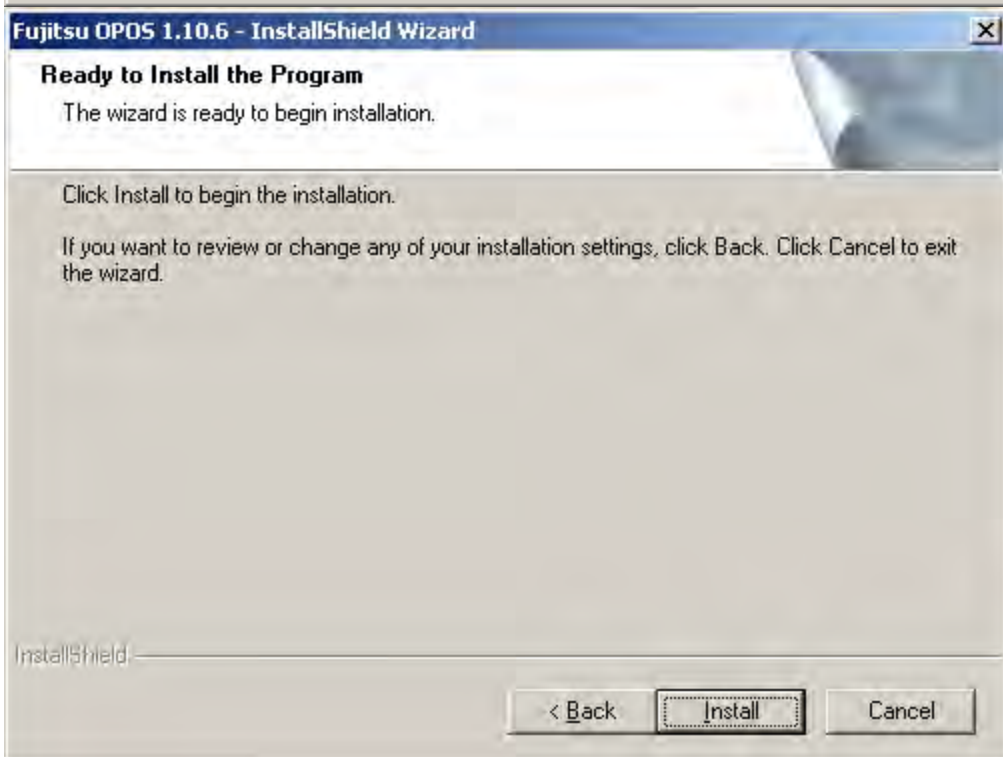 Fujitsu OPOS 1.10.6 - InstallShield Wizard
Ready to Install the Program
The wizard is ready to begin installation.
Click Install to begin the installation.
If you want to review or change any of your installation settings, click Back. Click Cancel to exit
the wizard.
InstallShield
< Back Install Cancel